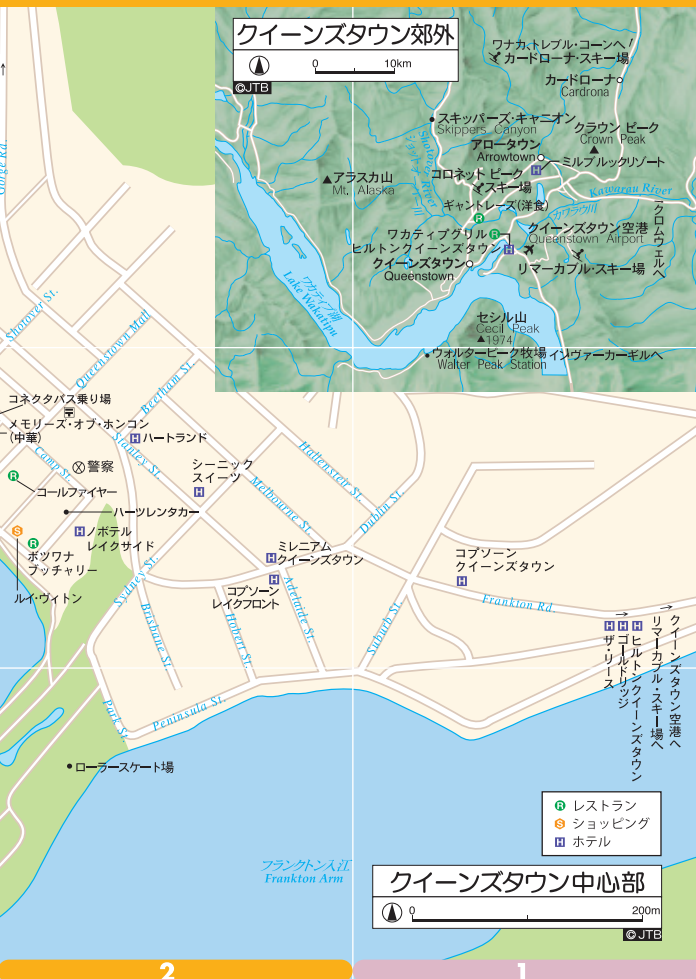 クイーンズタウン郊外
0 10km
©JTB
ワナカ、トレブル・コーンへ
カードローナ・スキー場
カードローナ
Cardrona
スキッパーズ・キャニオン
Skippers Canyon
クラウン ピーク
Crown Peak
アロータウン
Arrowtown
ミルブルックリゾート
コロネット ピーク
スキー場
アラスカ山
Mt. Alaska
Shotover River
ショットオーバー川
ギャントレーズ(洋食)
Kawarau River
カワラウ川
ワカティプグリル
ヒルトンクイーンズタウン
クイーンズタウン空港
Queenstown Airport
クロムウェルへ
クイーンズタウン
Queenstown
リマーカブル・スキー場
ワカティプ湖
Lake Wakatipu
セシル山
Cecil Peak
1974
ウォルターピーク牧場
Walter Peak Station
インヴァーカーギルへ
Gorge Rd.
Shotover St.
Queenstown Mall
Beetham St.
コネクタバス乗り場
メモリーズ・オブ・ホンコン
(中華)
Stanley St.
ハートランド
Camp St.
警察
シーニック
スイーツ
Hallenstein St.
コールファイヤー
Melbourne St.
Dublin St.
ハーツレンタカー
ノボテル
レイクサイド
ボツワナ
ブッチャリー
ミレニアム
クイーンズタウン
コプソーン
クイーンズタウン
ルイ・ヴィトン
Sydney St.
コプソーン
レイクフロント
Brisbane St.
Hobert St.
Adelaide St.
Suburb St.
Frankton Rd.
ザ・リース
ゴールドリッジ
ヒルトンクイーンズタウン
リマーカブル・スキー場へ
クイーンズタウン空港へ
Park St.
Peninsula St.
ローラースケート場
R レストラン
S ショッピング
H ホテル
フランクトン入江
Frankton Arm
クイーンズタウン中心部
0 200m
©JTB
2
1